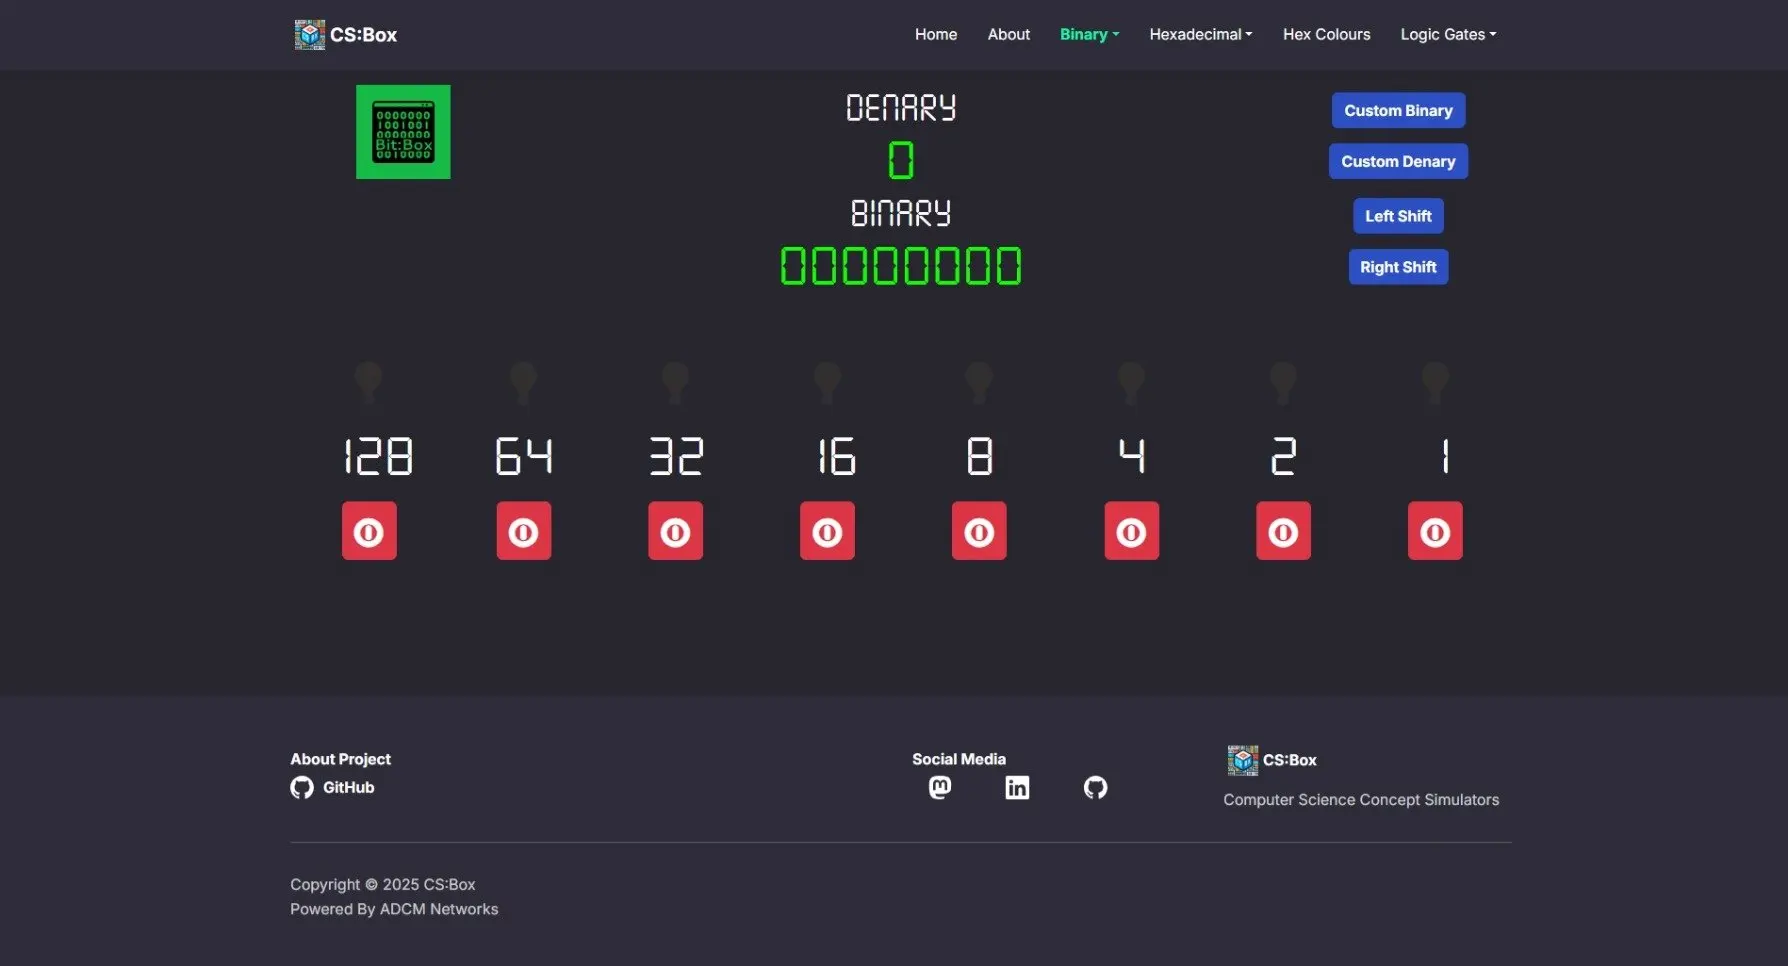 CS:Box
Home About Binary Hexadecimal Hex Colours Logic Gates
0000000
1001001
0000000
Bit:Box
0010000
DENARY
0
BINARY
00000000
Custom Binary
Custom Denary
Left Shift
Right Shift
128 64 32 16 8 4 2 1
0 0 0 0 0 0 0 0
About Project
GitHub
Social Media
CS:Box
Computer Science Concept Simulators
Copyright © 2025 CS:Box
Powered By ADCM Networks